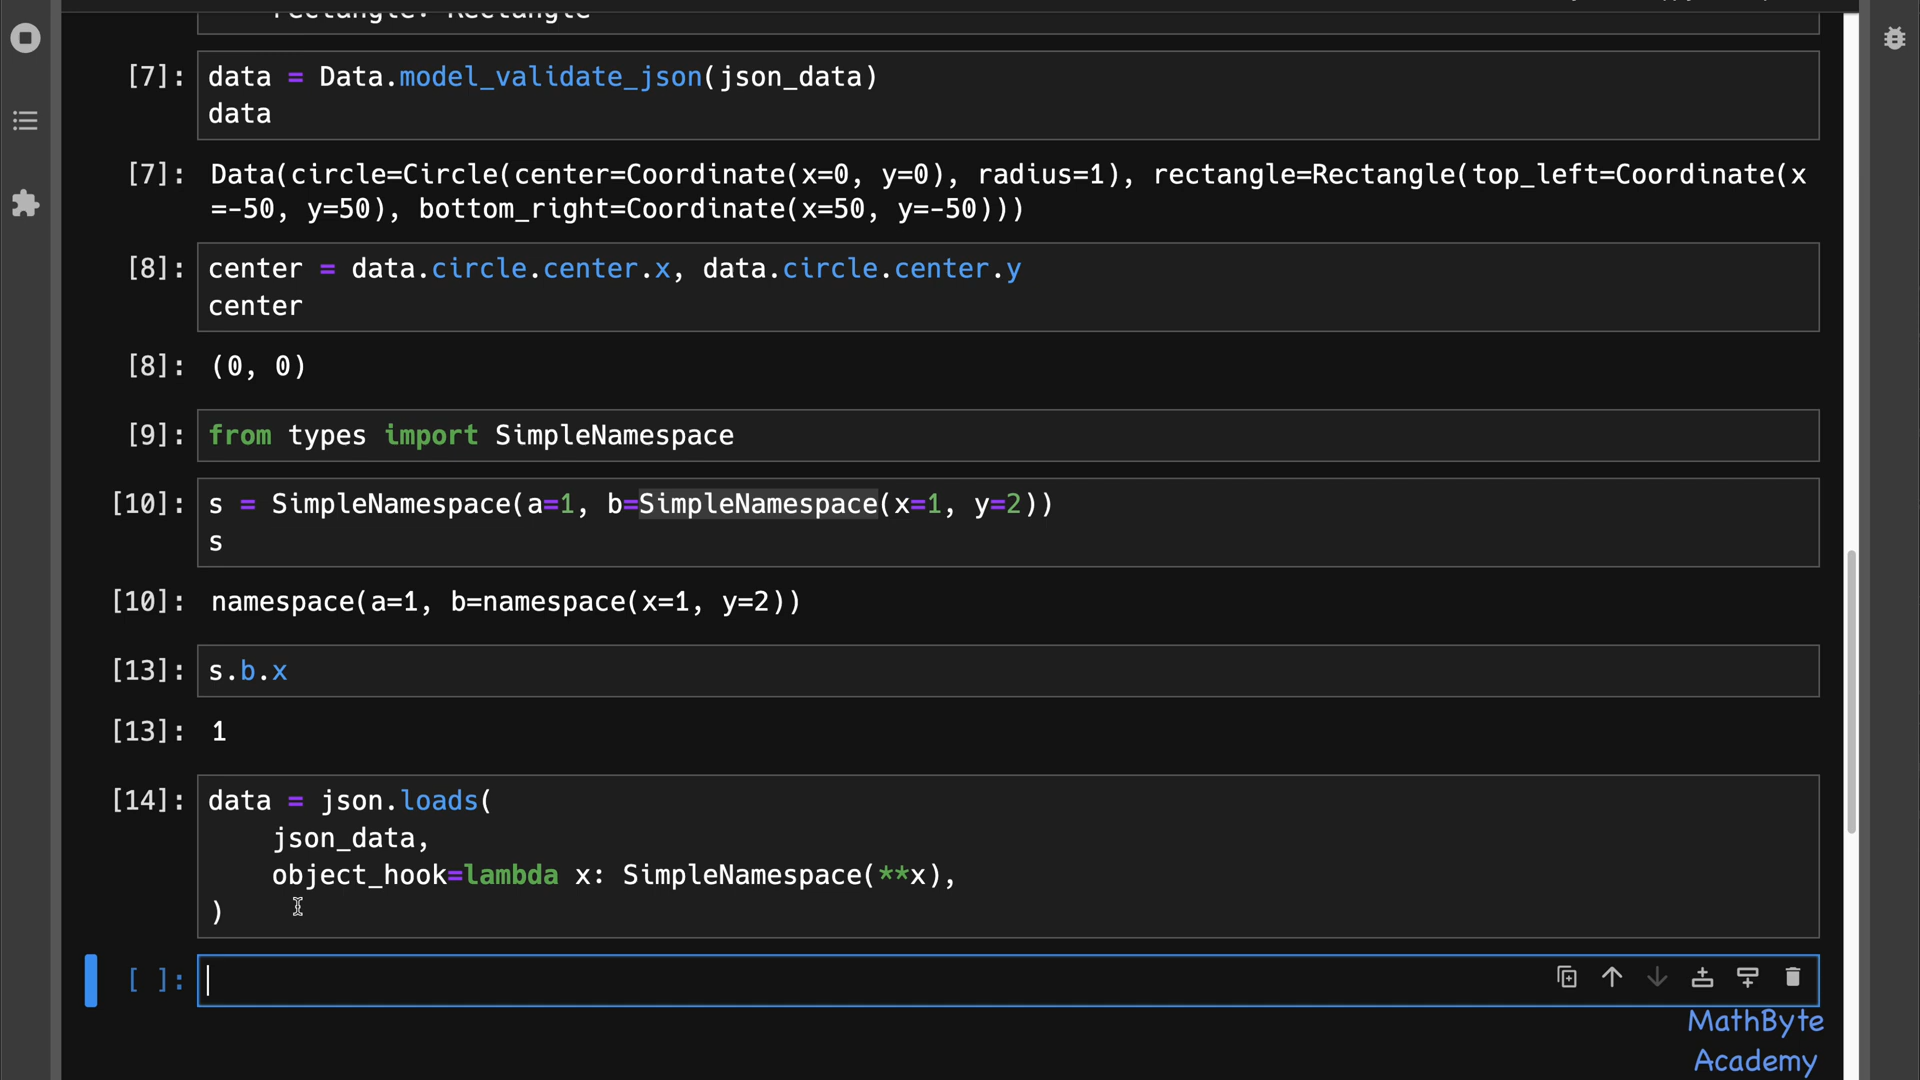 rectangle: Rectangle
[7]: data = Data.model_validate_json(json_data)
data
[7]: Data(circle=Circle(center=Coordinate(x=0, y=0), radius=1), rectangle=Rectangle(top_left=Coordinate(x
=-50, y=50), bottom_right=Coordinate(x=50, y=-50)))
[8]: center = data.circle.center.x, data.circle.center.y
center
[8]: (0, 0)
[9]: from types import SimpleNamespace
[10]: s = SimpleNamespace(a=1, b=SimpleNamespace(x=1, y=2))
s
[10]: namespace(a=1, b=namespace(x=1, y=2))
[13]: s.b.x
[13]: 1
[14]: data = json.loads(
    json_data,
    object_hook=lambda x: SimpleNamespace(**x),
)
[ ]:
MathByte
Academy